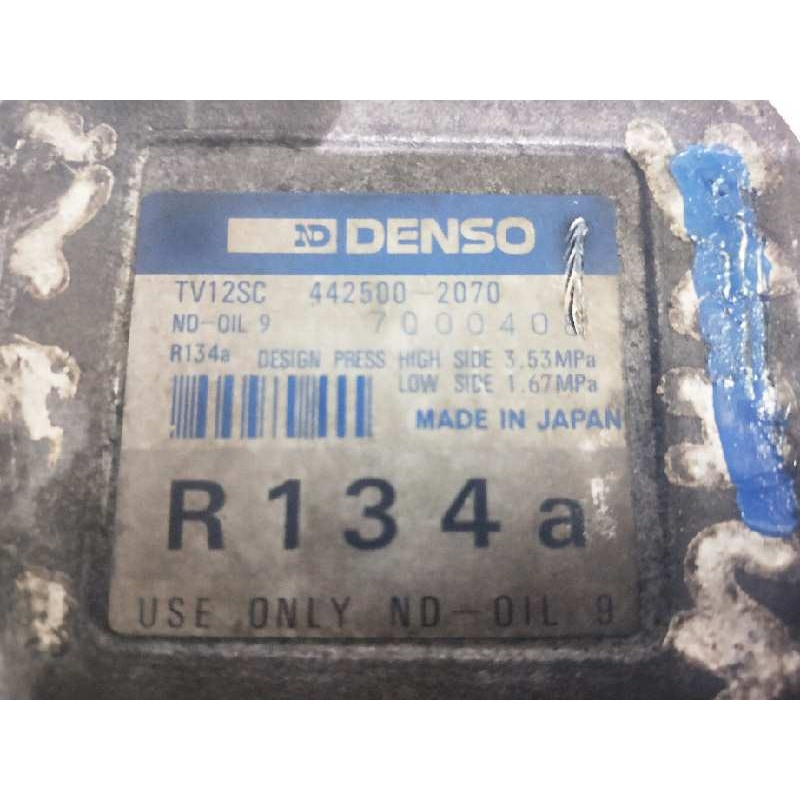 ND DENSO
TV12SC 442500-2070
ND-OIL 9
R134a DESIGN PRESS HIGH SIDE 3.53MPa
LOW SIDE 1.67MPa
MADE IN JAPAN
R134a
USE ONLY ND-OIL 9